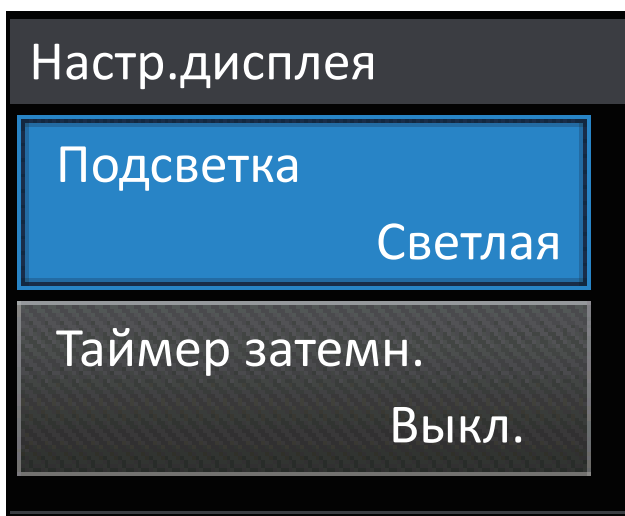 Настр.дисплея
Подсветка
Светлая
Таймер затемн.
Выкл.